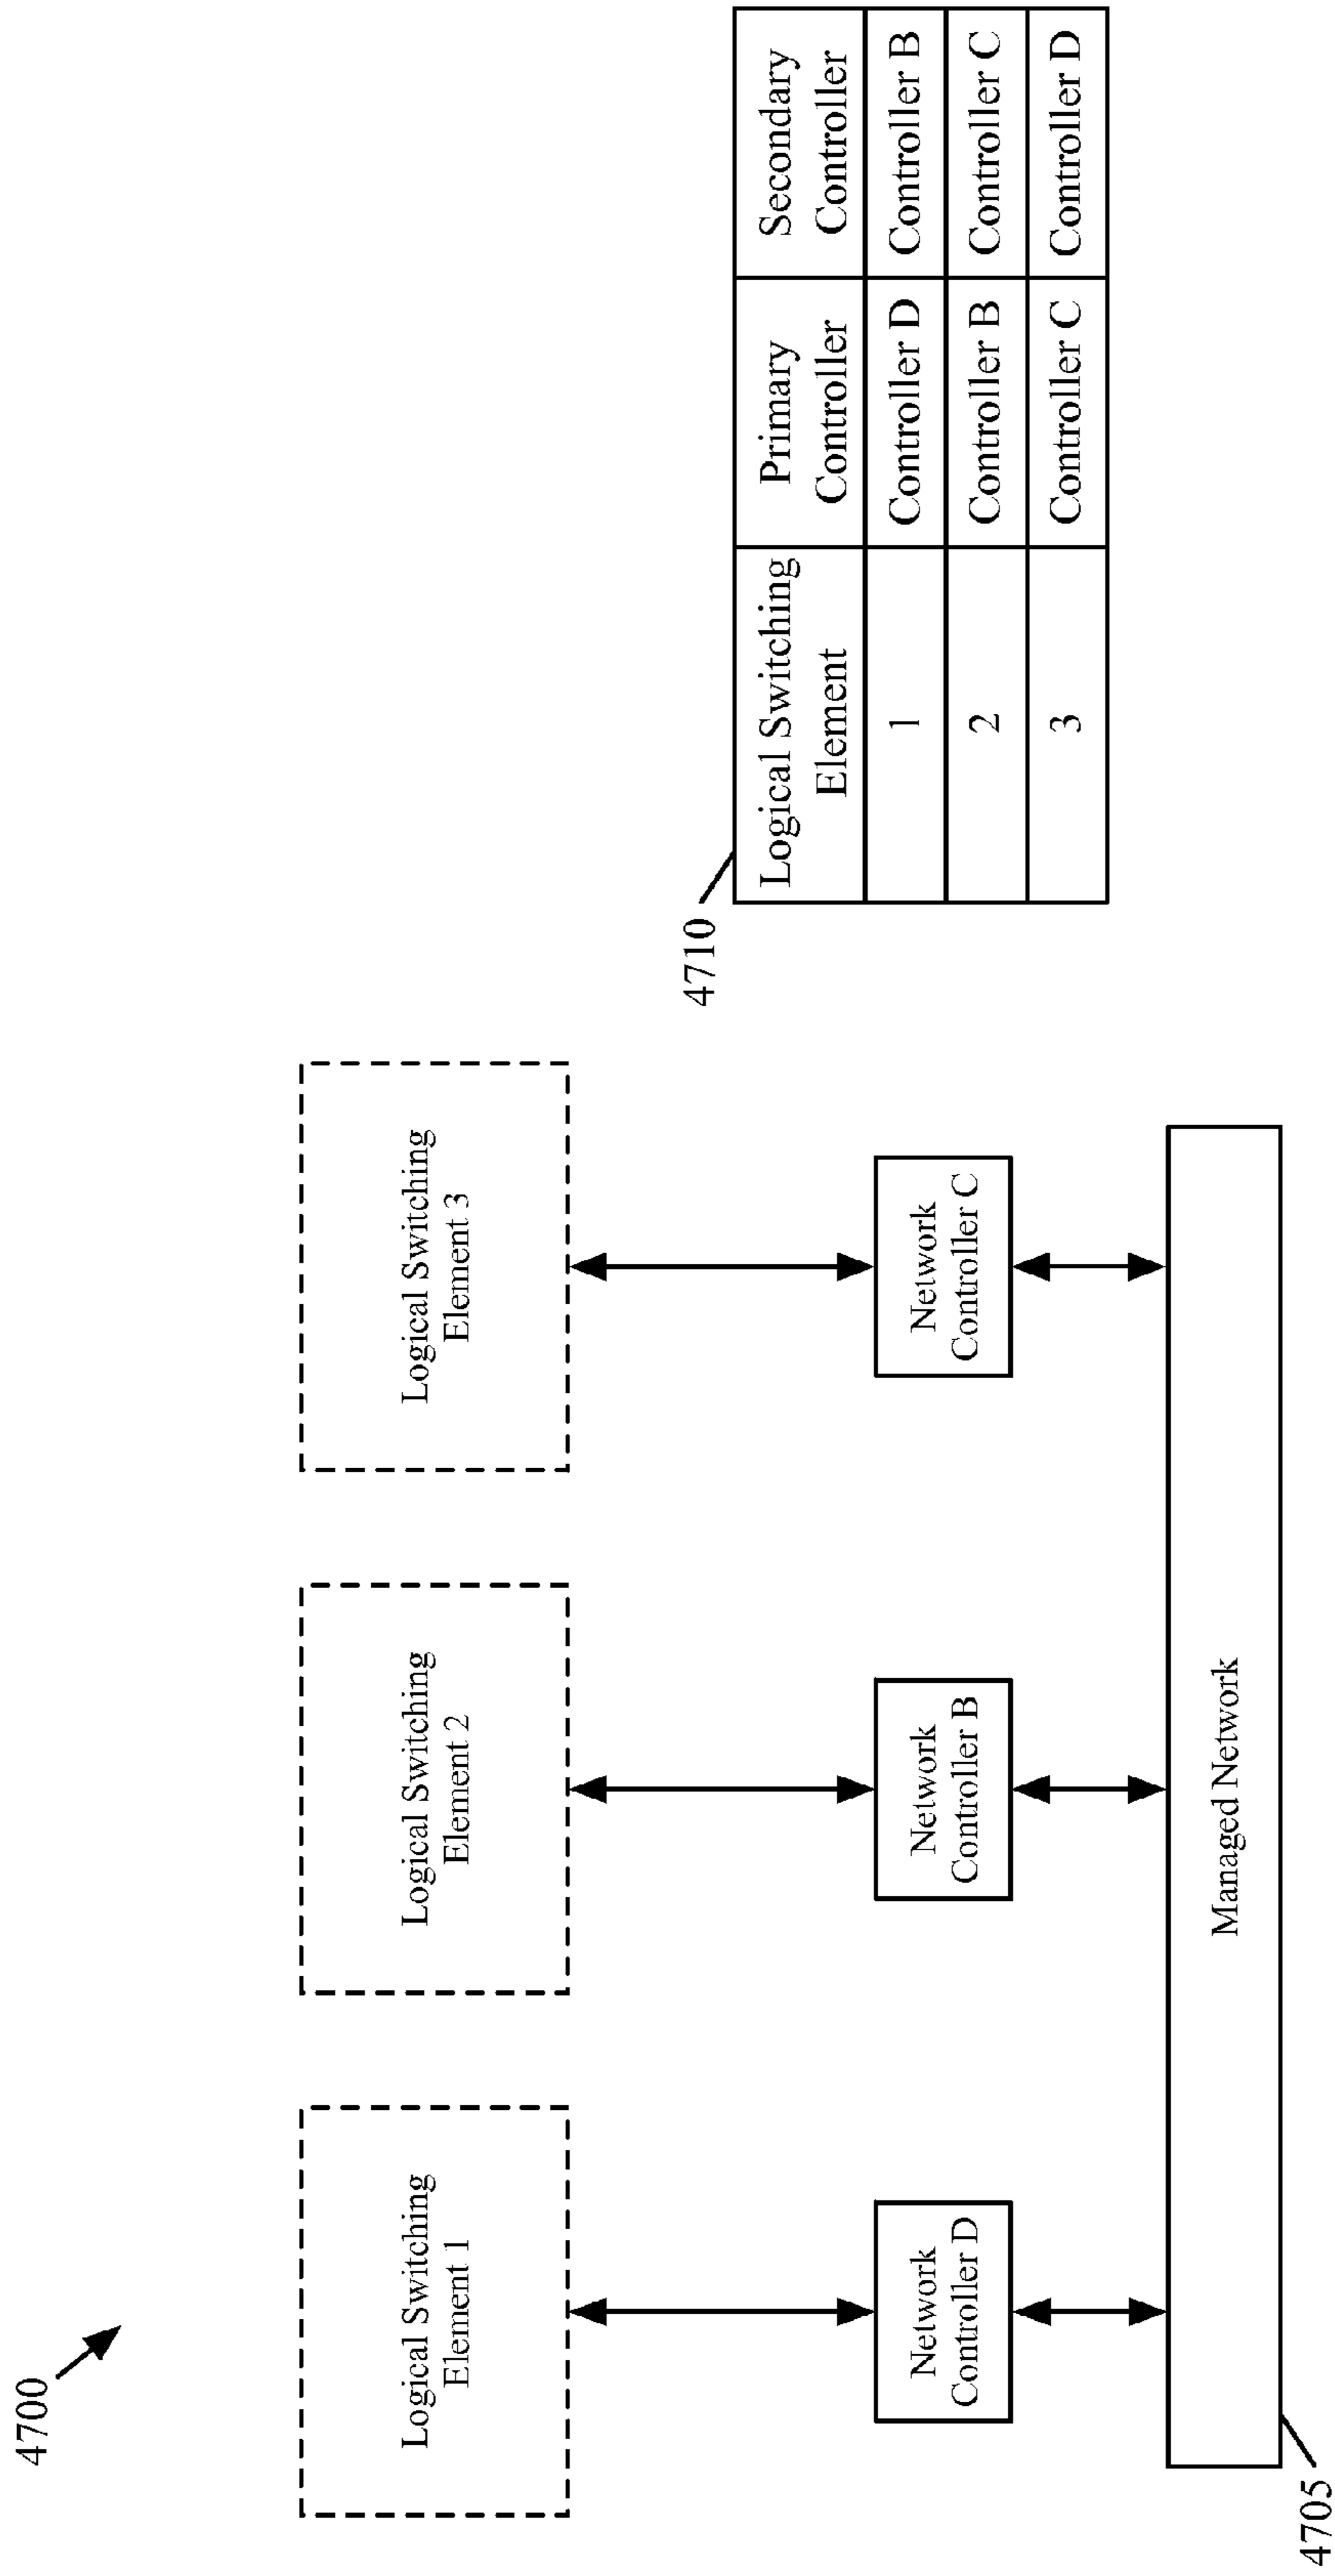 4700
Logical Switching
Element 1
Logical Switching
Element 2
Logical Switching
Element 3
Network
Controller D
Network
Controller B
Network
Controller C
Managed Network
4705
4710
Logical Switching
Element
Primary
Controller
Secondary
Controller
1
Controller D
Controller B
2
Controller B
Controller C
3
Controller C
Controller D